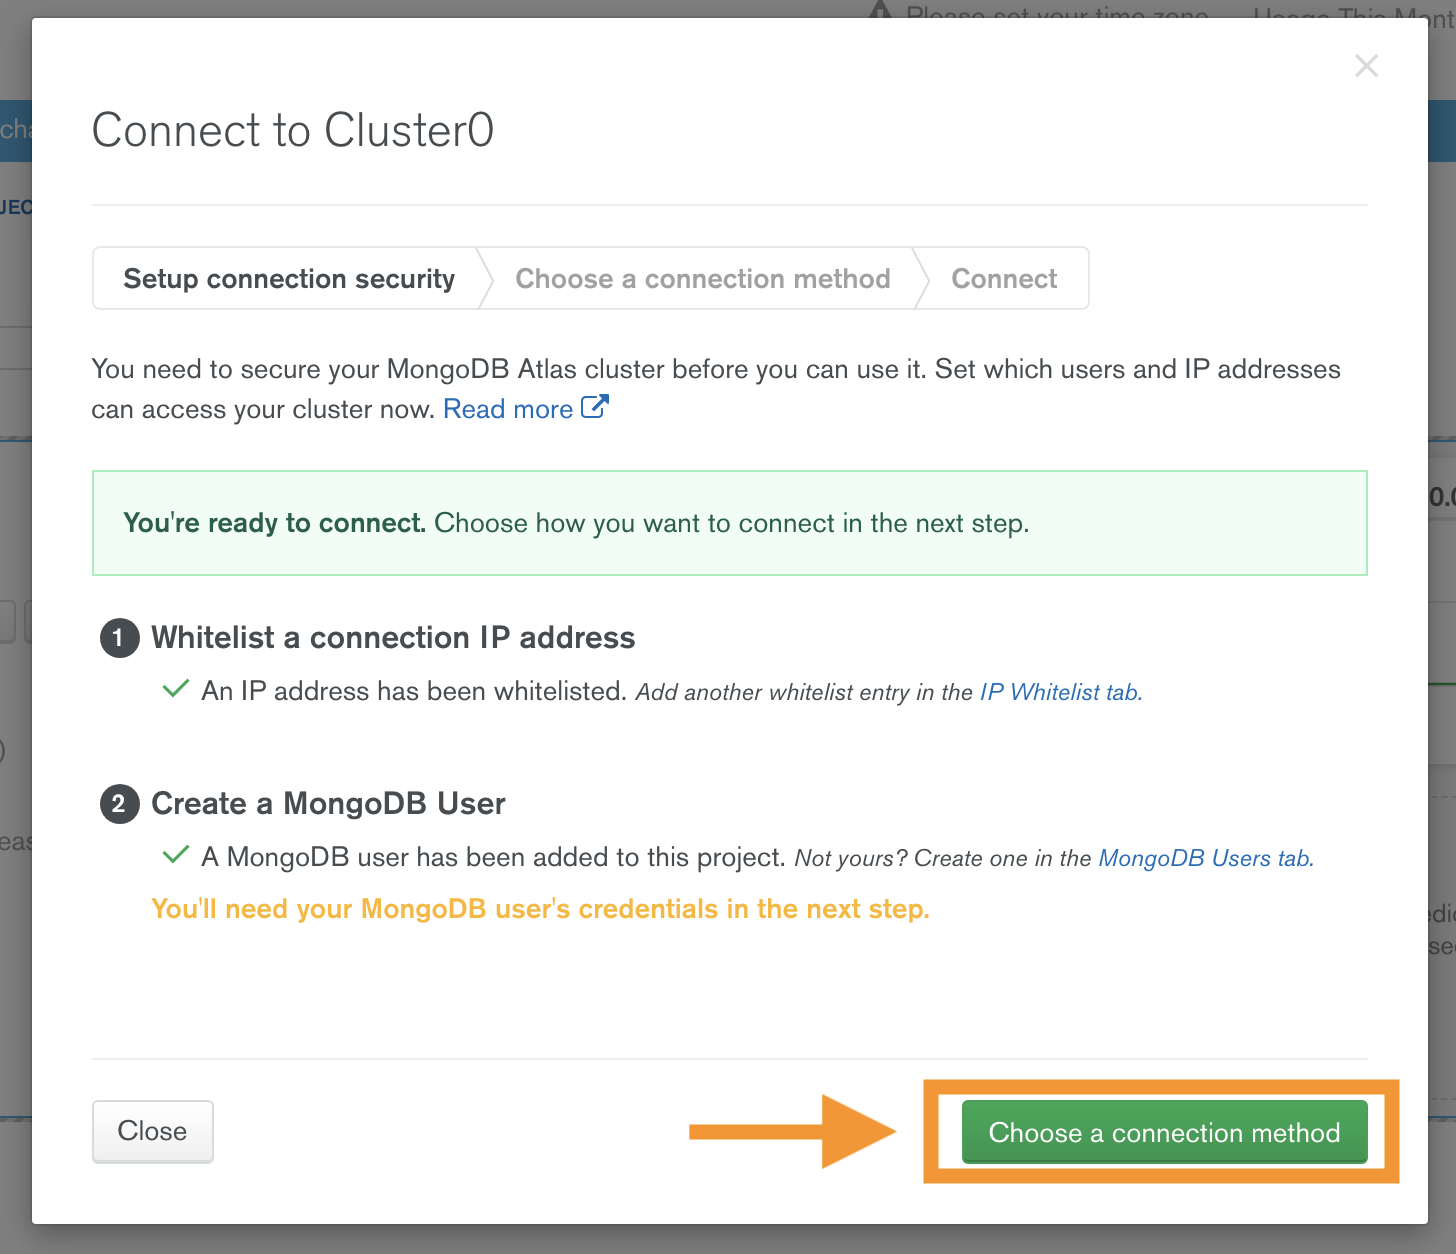 Please set your time zone
Connect to Cluster0
Setup connection security
Choose a connection method
Connect
You need to secure your MongoDB Atlas cluster before you can use it. Set which users and IP addresses
can access your cluster now. Read more
You're ready to connect. Choose how you want to connect in the next step.
1 Whitelist a connection IP address
An IP address has been whitelisted. Add another whitelist entry in the IP Whitelist tab.
2 Create a MongoDB User
A MongoDB user has been added to this project. Not yours? Create one in the MongoDB Users tab.
You'll need your MongoDB user's credentials in the next step.
Close
Choose a connection method